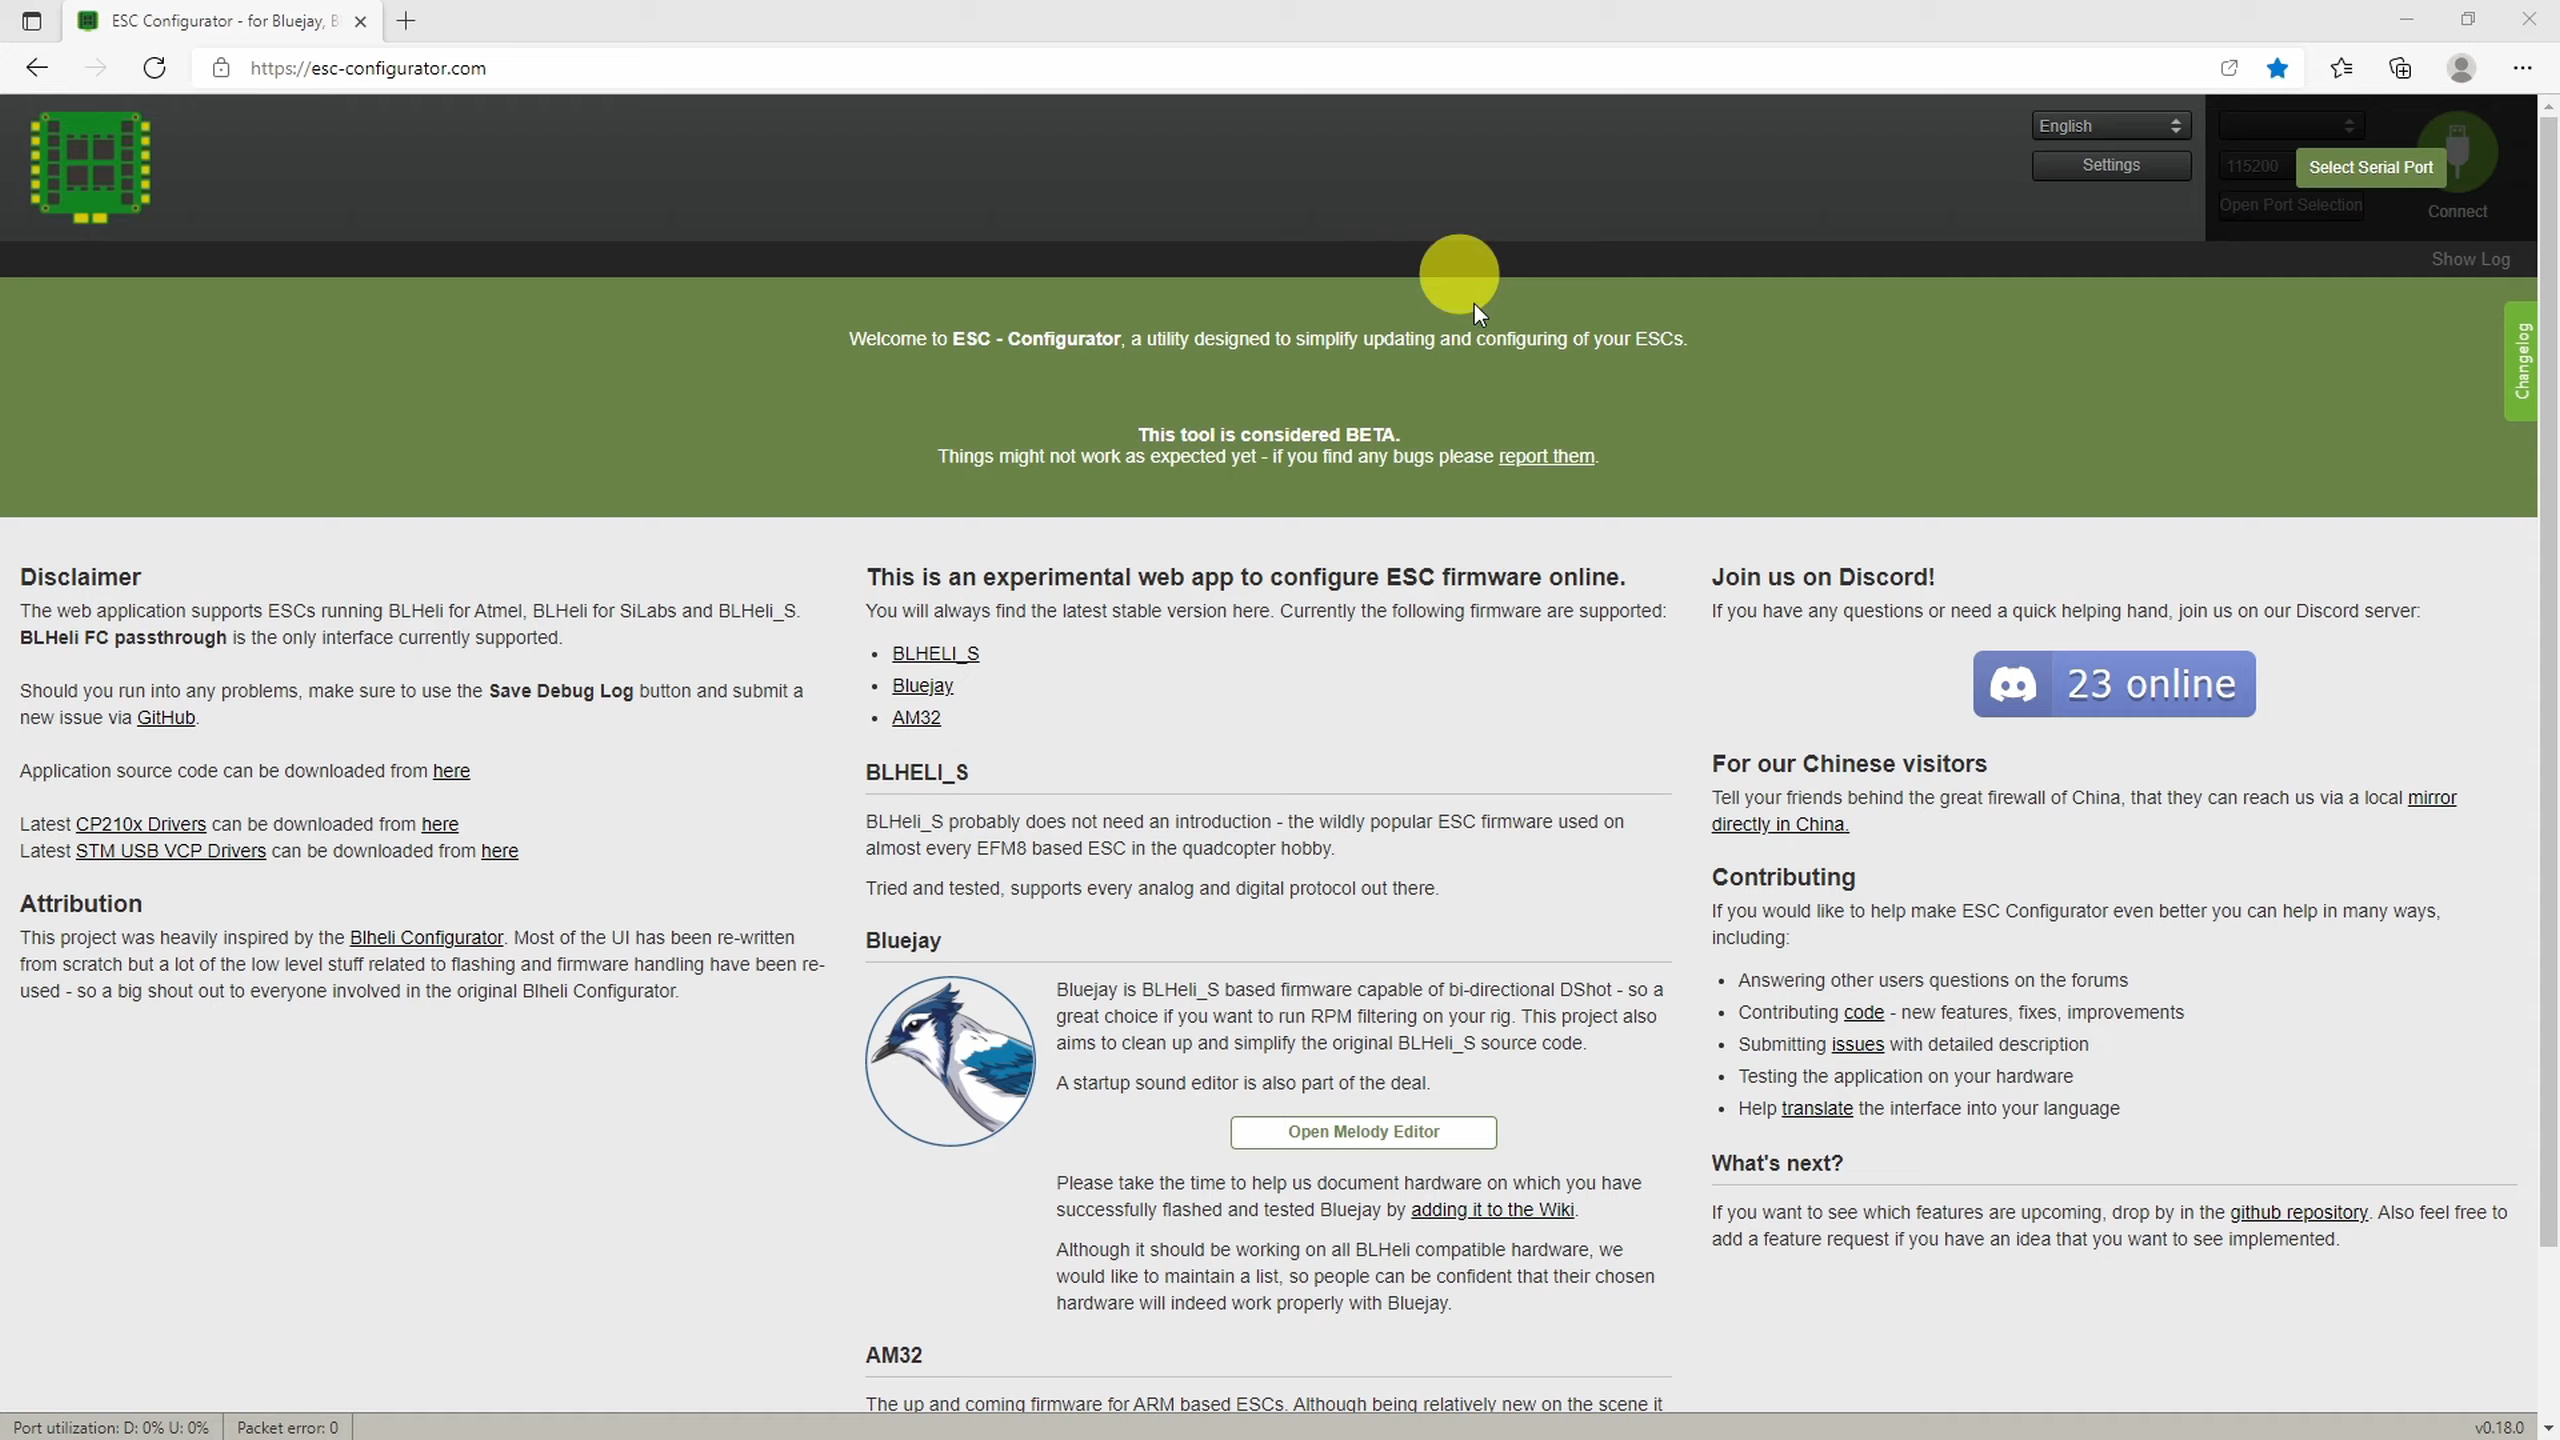 ESC Configurator - for Bluejay, B
https://esc-configurator.com
English
Settings
115200
Select Serial Port
Open Port Selection
Connect
Show Log
Changelog
Welcome to ESC - Configurator, a utility designed to simplify updating and configuring of your ESCs.
This tool is considered BETA.
Things might not work as expected yet - if you find any bugs please report them.
Disclaimer
The web application supports ESCs running BLHeli for Atmel, BLHeli for SiLabs and BLHeli_S.
BLHeli FC passthrough is the only interface currently supported.
Should you run into any problems, make sure to use the Save Debug Log button and submit a
new issue via GitHub.
Application source code can be downloaded from here
Latest CP210x Drivers can be downloaded from here
Latest STM USB VCP Drivers can be downloaded from here
Attribution
This project was heavily inspired by the Blheli Configurator. Most of the UI has been re-written
from scratch but a lot of the low level stuff related to flashing and firmware handling have been re-
used - so a big shout out to everyone involved in the original Blheli Configurator.
This is an experimental web app to configure ESC firmware online.
You will always find the latest stable version here. Currently the following firmware are supported:
• BLHELI_S
• Bluejay
• AM32
BLHELI_S
BLHeli_S probably does not need an introduction - the wildly popular ESC firmware used on
almost every EFM8 based ESC in the quadcopter hobby.
Tried and tested, supports every analog and digital protocol out there.
Bluejay
Bluejay is BLHeli_S based firmware capable of bi-directional DShot - so a
great choice if you want to run RPM filtering on your rig. This project also
aims to clean up and simplify the original BLHeli_S source code.
A startup sound editor is also part of the deal.
Open Melody Editor
Please take the time to help us document hardware on which you have
successfully flashed and tested Bluejay by adding it to the Wiki.
Although it should be working on all BLHeli compatible hardware, we
would like to maintain a list, so people can be confident that their chosen
hardware will indeed work properly with Bluejay.
AM32
The up and coming firmware for ARM based ESCs. Although being relatively new on the scene it
Join us on Discord!
If you have any questions or need a quick helping hand, join us on our Discord server:
23 online
For our Chinese visitors
Tell your friends behind the great firewall of China, that they can reach us via a local mirror
directly in China.
Contributing
If you would like to help make ESC Configurator even better you can help in many ways,
including:
• Answering other users questions on the forums
• Contributing code - new features, fixes, improvements
• Submitting issues with detailed description
• Testing the application on your hardware
• Help translate the interface into your language
What's next?
If you want to see which features are upcoming, drop by in the github repository. Also feel free to
add a feature request if you have an idea that you want to see implemented.
Port utilization: D: 0% U: 0%
Packet error: 0
v0.18.0